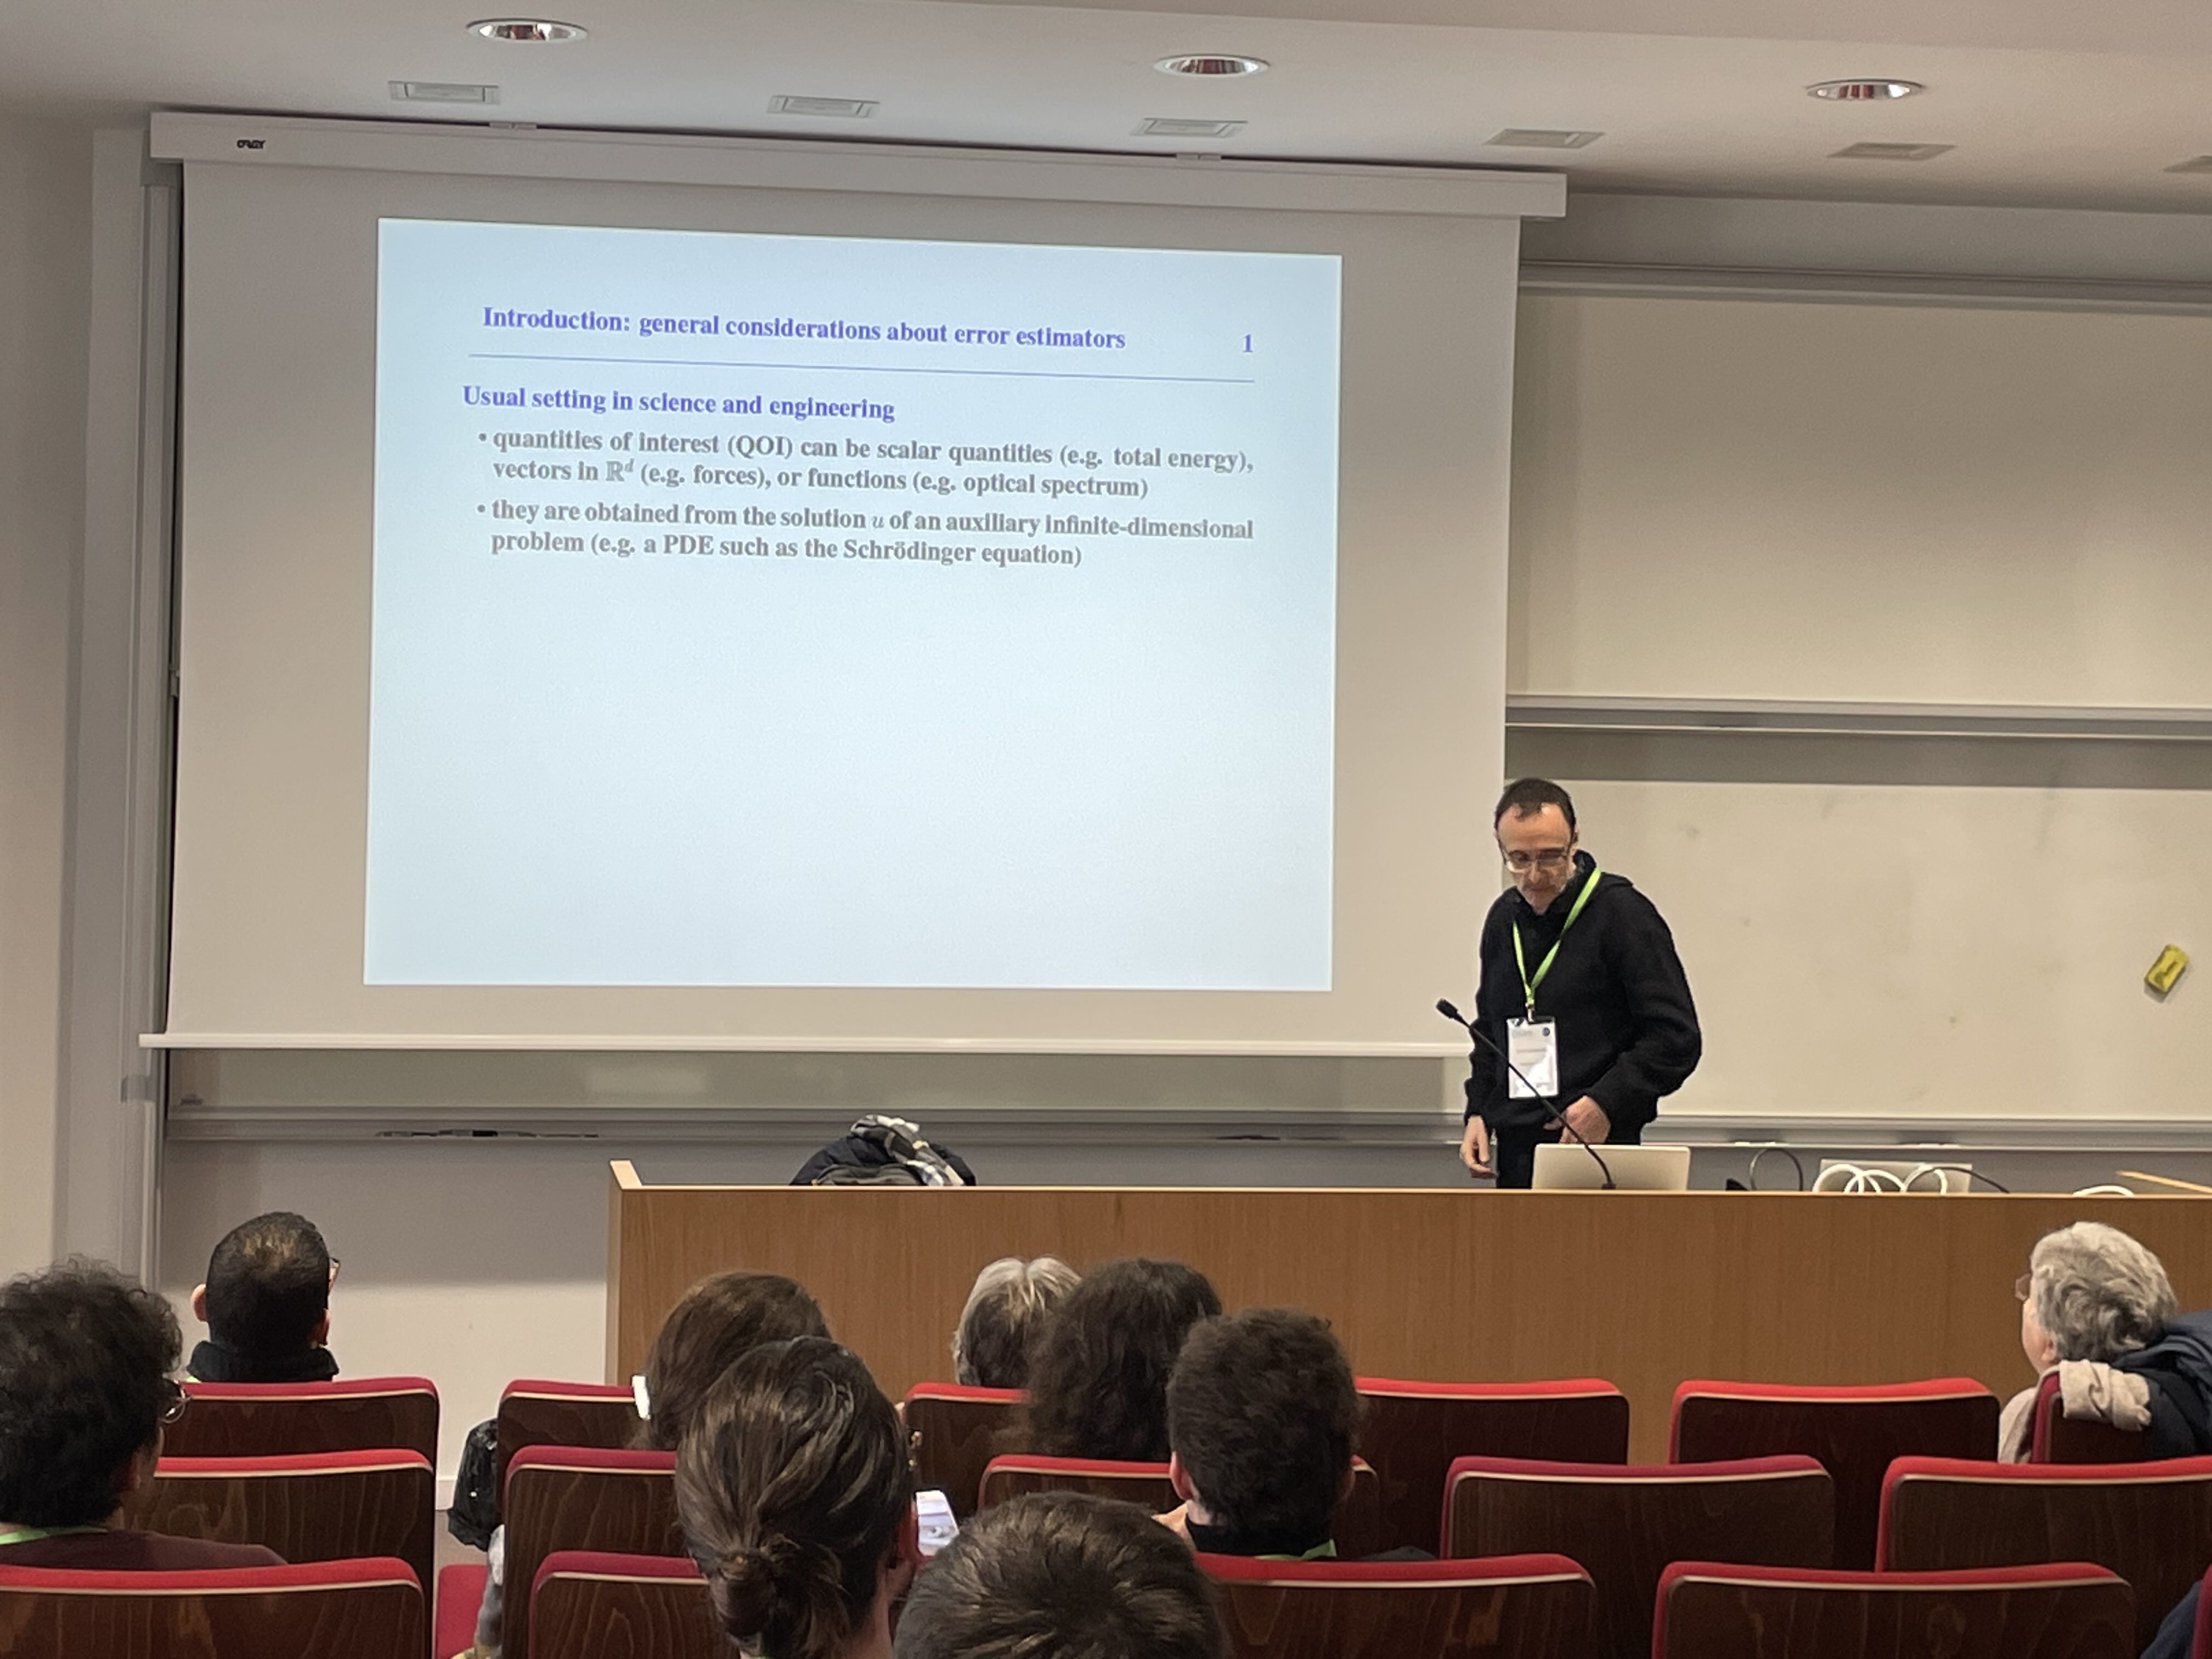 oray
Introduction: general considerations about error estimators 1
Usual setting in science and engineering
• quantities of interest (QOI) can be scalar quantities (e.g. total energy),
vectors in ℝᵈ (e.g. forces), or functions (e.g. optical spectrum)
• they are obtained from the solution u of an auxiliary infinite-dimensional
problem (e.g. a PDE such as the Schrödinger equation)